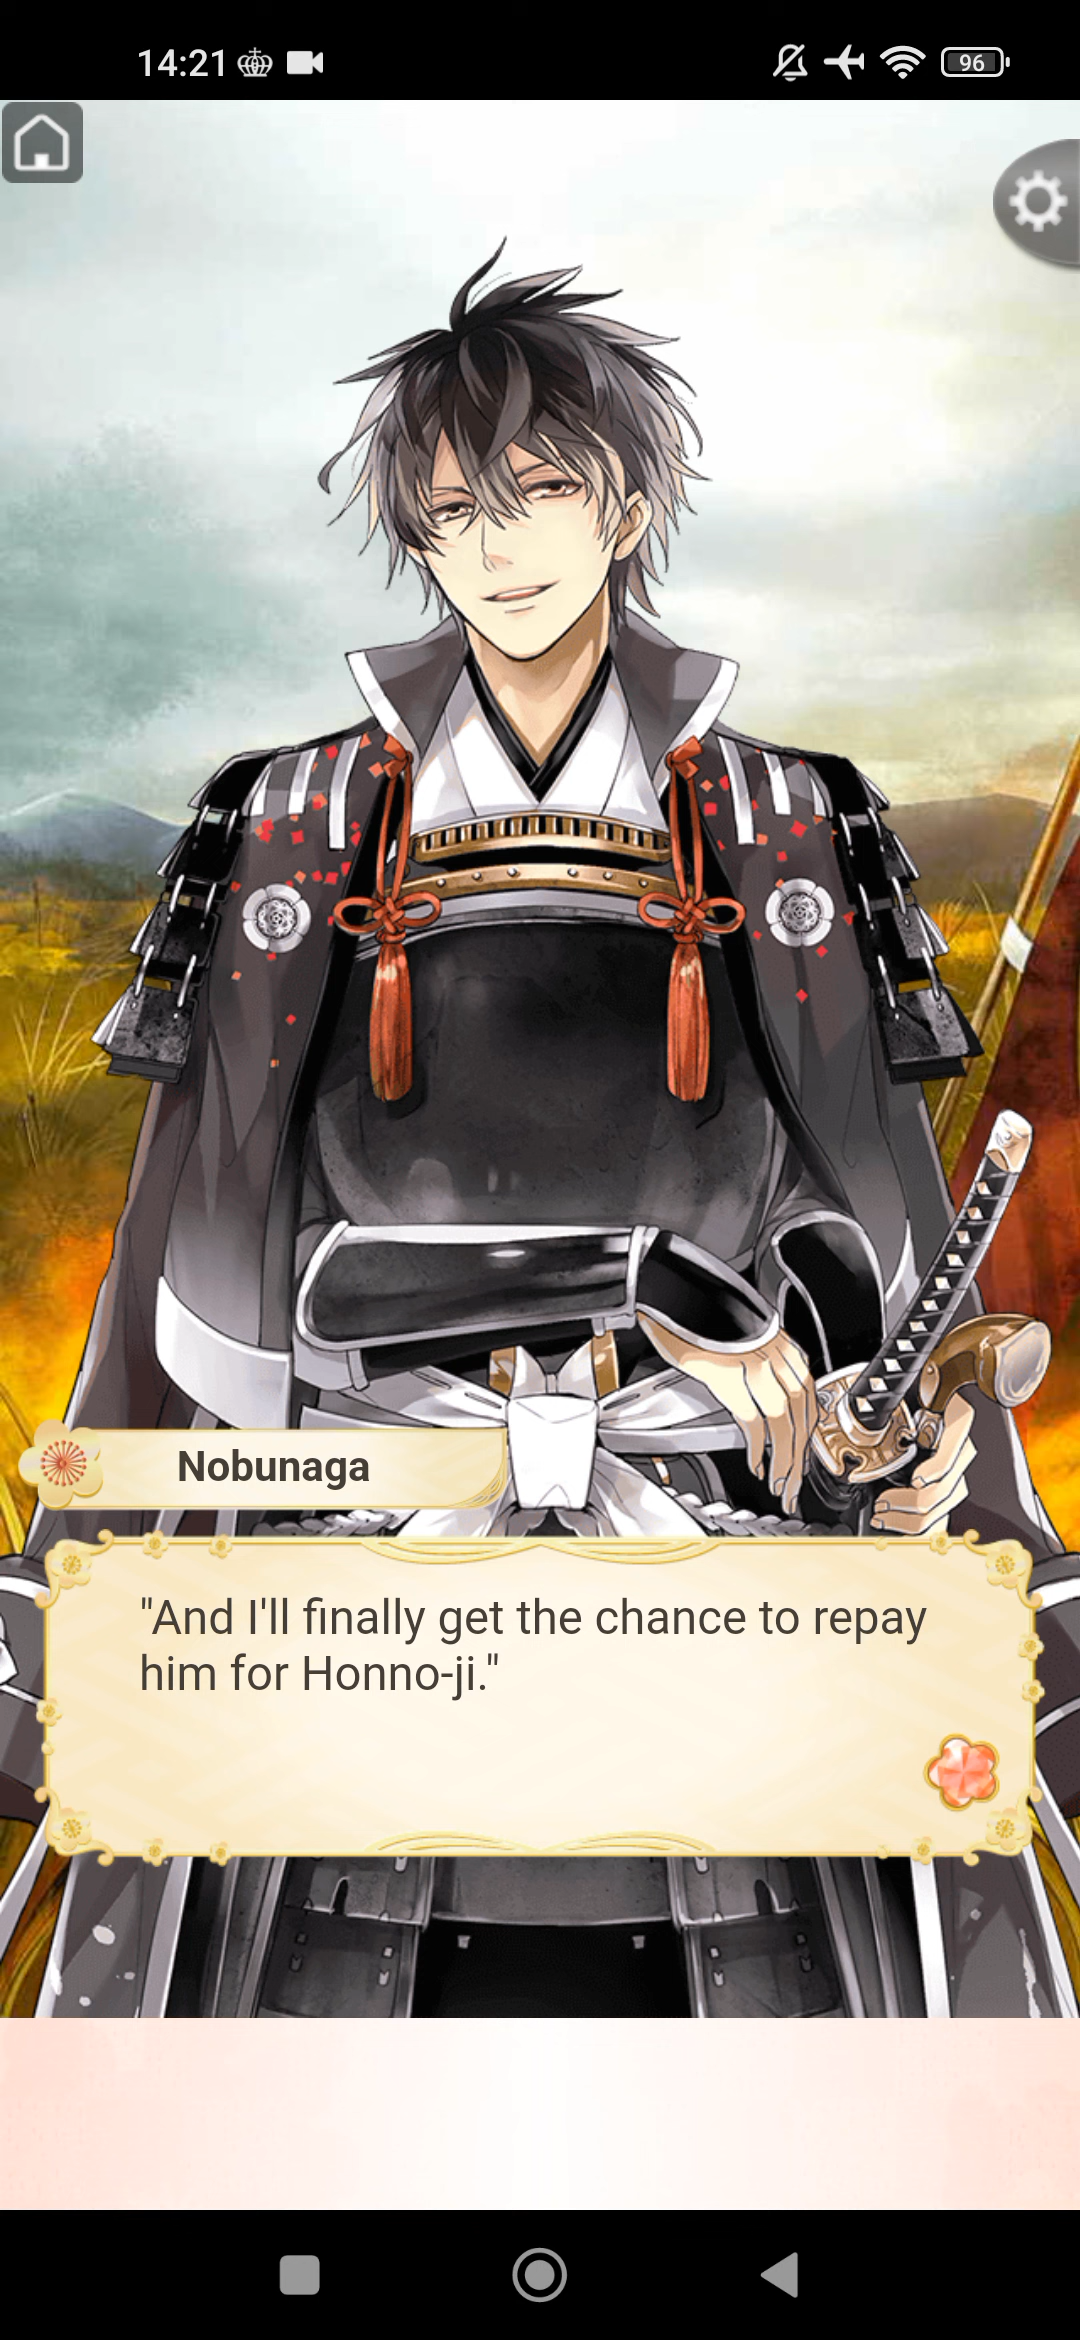 14:21
96
Nobunaga
"And I'll finally get the chance to repay
him for Honno-ji."